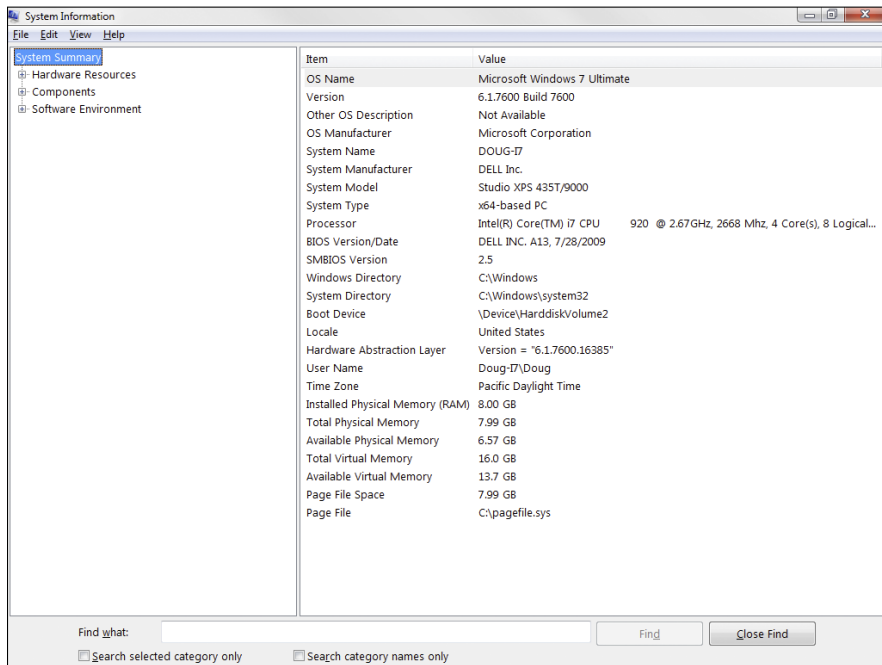 System Information
File Edit View Help
System Summary
Hardware Resources
Components
Software Environment
Item Value
OS Name Microsoft Windows 7 Ultimate
Version 6.1.7600 Build 7600
Other OS Description Not Available
OS Manufacturer Microsoft Corporation
System Name DOUG-I7
System Manufacturer DELL Inc.
System Model Studio XPS 435T/9000
System Type x64-based PC
Processor Intel(R) Core(TM) i7 CPU 920 @ 2.67GHz, 2668 Mhz, 4 Core(s), 8 Logical...
BIOS Version/Date DELL INC. A13, 7/28/2009
SMBIOS Version 2.5
Windows Directory C:\Windows
System Directory C:\Windows\system32
Boot Device \Device\HarddiskVolume2
Locale United States
Hardware Abstraction Layer Version = "6.1.7600.16385"
User Name Doug-I7\Doug
Time Zone Pacific Daylight Time
Installed Physical Memory (RAM) 8.00 GB
Total Physical Memory 7.99 GB
Available Physical Memory 6.57 GB
Total Virtual Memory 16.0 GB
Available Virtual Memory 13.7 GB
Page File Space 7.99 GB
Page File C:\pagefile.sys
Find what: Find Close Find
Search selected category only Search category names only